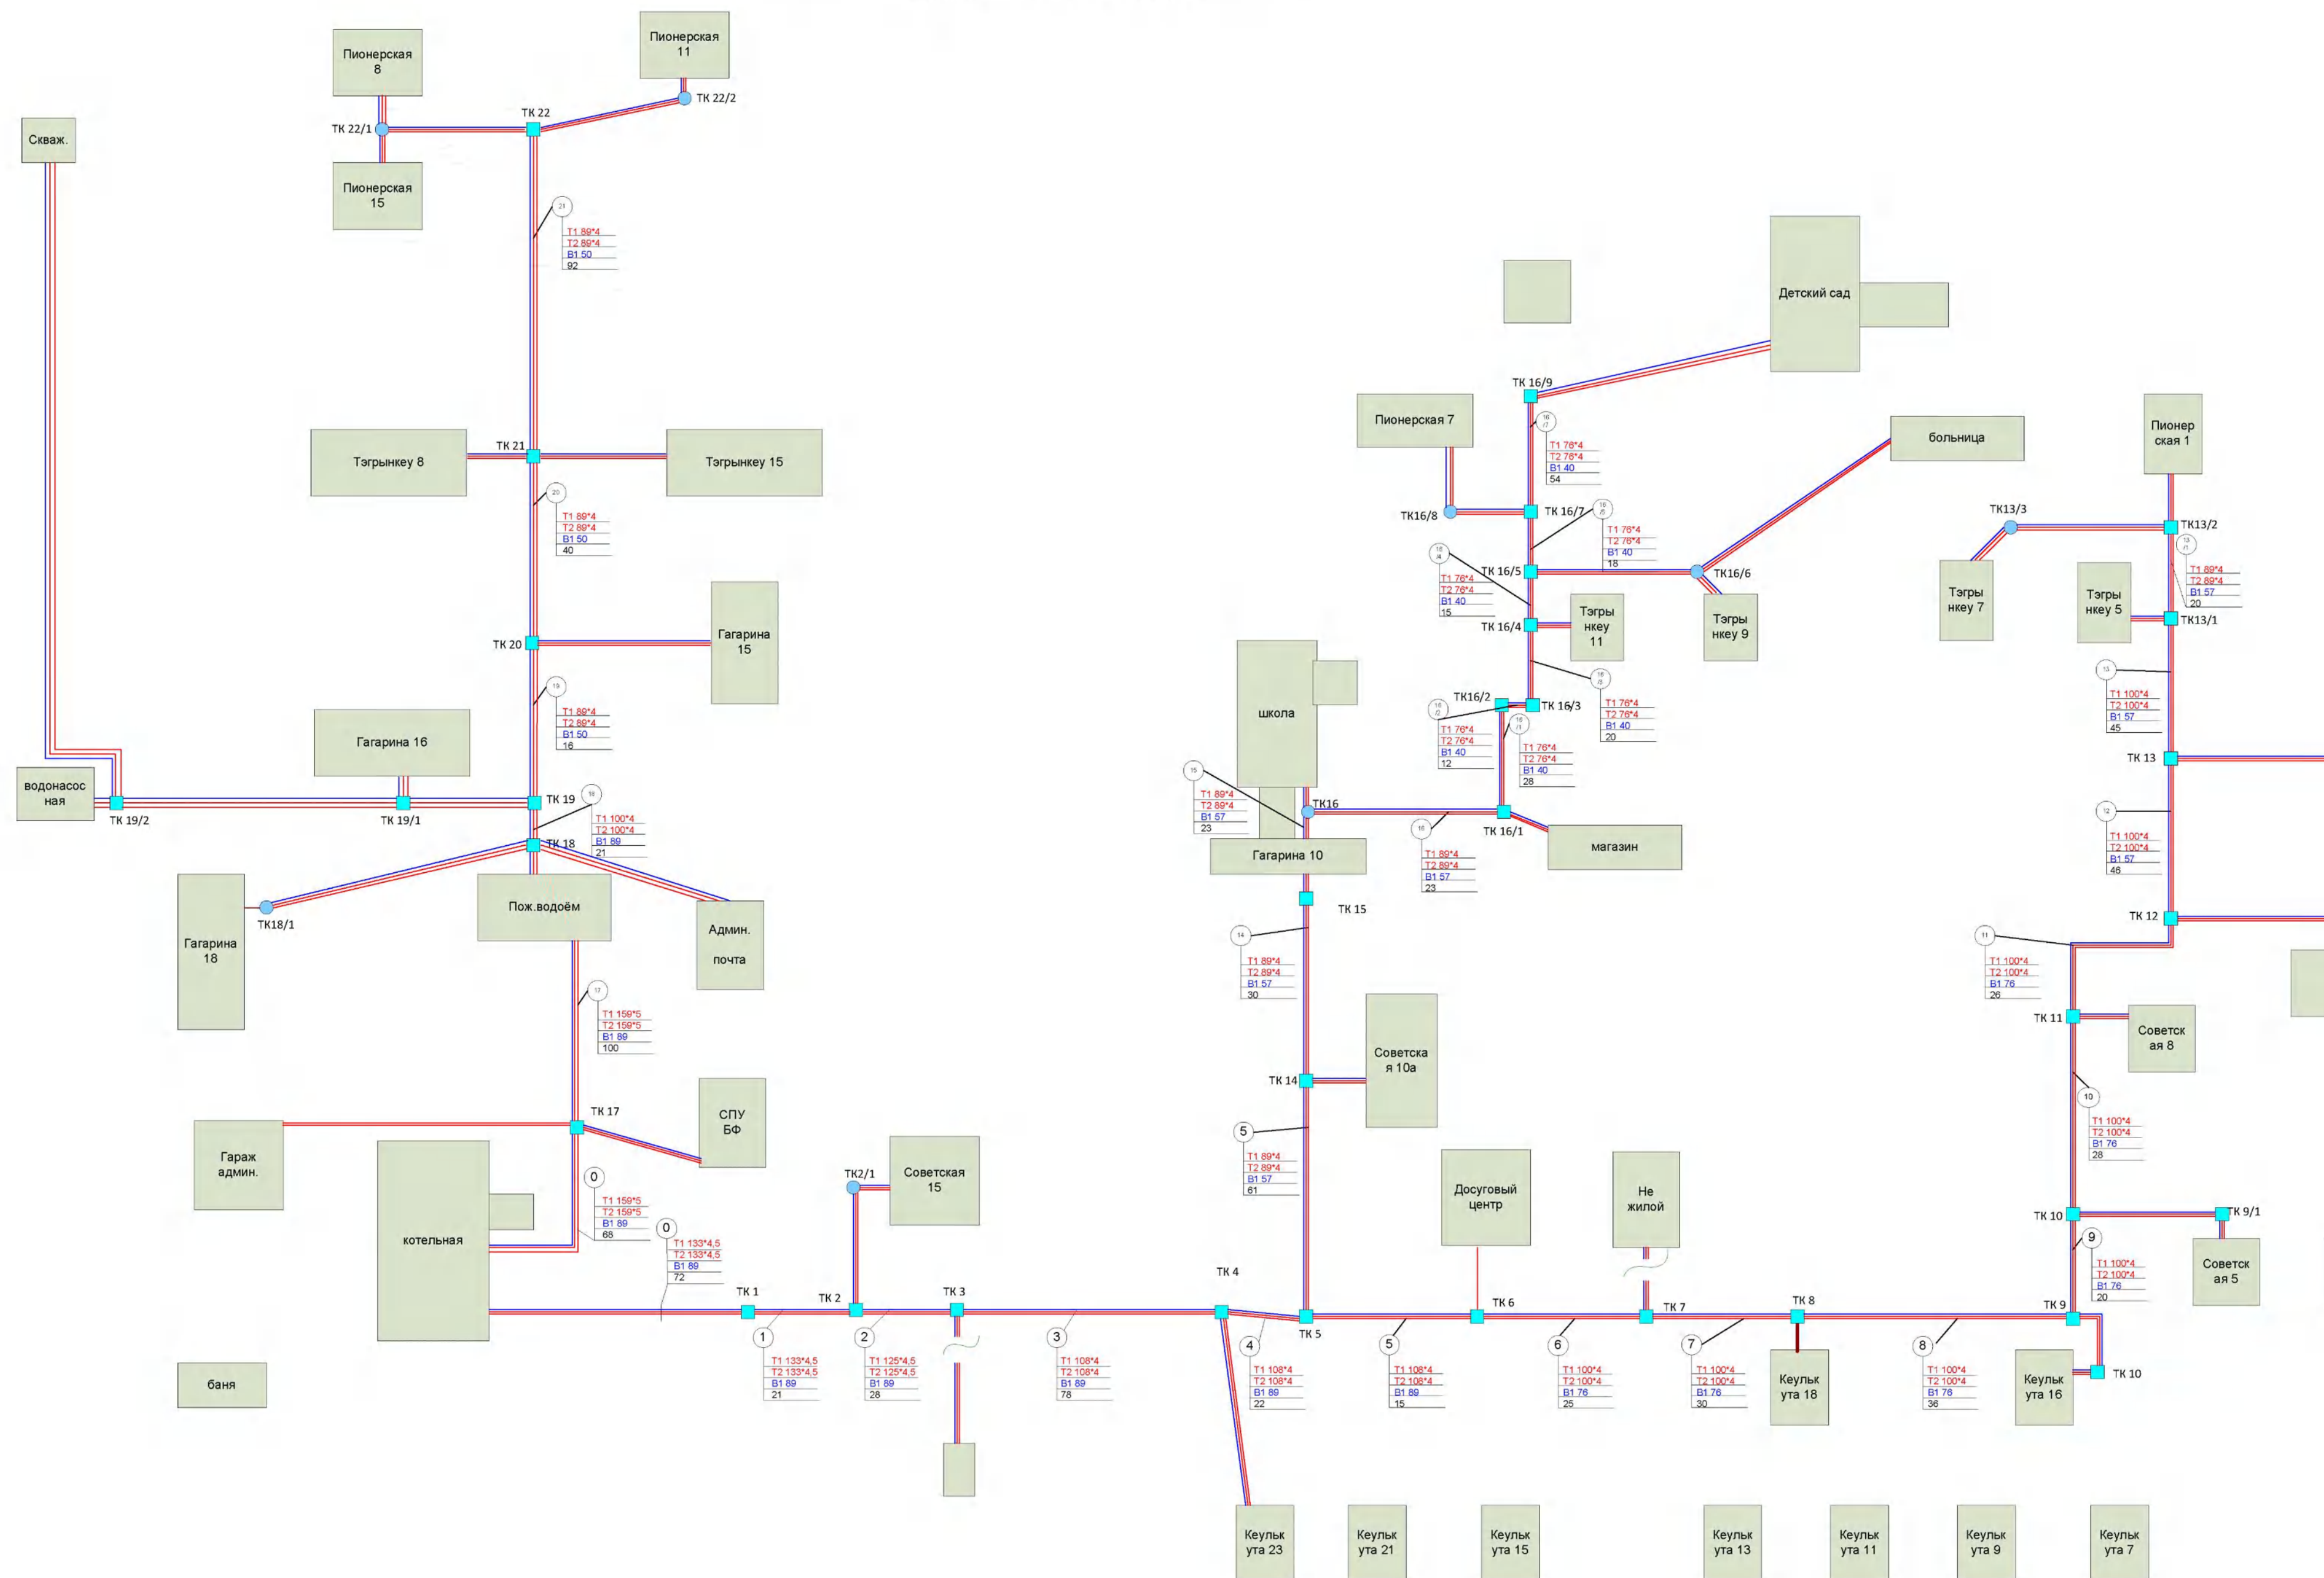 Пионерская
8
Пионерская
11
ТК 22/2
ТК 22
ТК 22/1
Скваж.
Пионерская
15
21
Т1 89*4
Т2 89*4
В1 50
92
Тэгрынкеу 8
ТК 21
Тэгрынкеу 15
20
Т1 89*4
Т2 89*4
В1 50
40
ТК 20
Гагарина
15
19
Т1 89*4
Т2 89*4
В1 50
16
Гагарина 16
водонасос
ная
ТК 19/2
ТК 19/1
ТК 19
18
Т1 100*4
Т2 100*4
В1 89
21
ТК 18
Гагарина
18
ТК18/1
Пож.водоём
Админ.
почта
17
Т1 159*5
Т2 159*5
В1 89
100
ТК 17
СПУ
БФ
Гараж
админ.
котельная
0
Т1 159*5
Т2 159*5
В1 89
68
0
Т1 133*4,5
Т2 133*4,5
В1 89
72
баня
ТК 1
ТК2/1
Советская
15
ТК 2
ТК 3
1
Т1 133*4,5
Т2 133*4,5
В1 89
21
2
Т1 125*4,5
Т2 125*4,5
В1 89
28
3
Т1 108*4
Т2 108*4
В1 89
78
ТК 4
4
Т1 108*4
Т2 108*4
В1 89
22
ТК 5
5
Т1 108*4
Т2 108*4
В1 89
15
ТК 6
Досуговый
центр
6
Т1 100*4
Т2 100*4
В1 76
25
Не
жилой
ТК 7
7
Т1 100*4
Т2 100*4
В1 76
30
ТК 8
Кеульк
ута 18
8
Т1 100*4
Т2 100*4
В1 76
36
ТК 9
Кеульк
ута 16
ТК 10
Кеульк
ута 23
Кеульк
ута 21
Кеульк
ута 15
Кеульк
ута 13
Кеульк
ута 11
Кеульк
ута 9
Кеульк
ута 7
5
Т1 89*4
Т2 89*4
В1 57
61
ТК 14
Советска
я 10а
14
Т1 89*4
Т2 89*4
В1 57
30
ТК 15
Гагарина 10
15
Т1 89*4
Т2 89*4
В1 57
23
школа
ТК16
16
Т1 89*4
Т2 89*4
В1 57
23
ТК 16/1
магазин
16
/1
Т1 76*4
Т2 76*4
В1 40
28
16
/2
Т1 76*4
Т2 76*4
В1 40
12
ТК16/2
ТК 16/3
16
/3
Т1 76*4
Т2 76*4
В1 40
20
ТК 16/4
Тэгры
нкеу
11
16
/4
Т1 76*4
Т2 76*4
В1 40
15
ТК 16/5
Т1 76*4
Т2 76*4
В1 40
18
ТК16/6
Тэгры
нкеу 9
больница
ТК 16/7
ТК16/8
Пионерская 7
16
/7
Т1 76*4
Т2 76*4
В1 40
54
ТК 16/9
Детский сад
Пионер
ская 1
ТК13/3
ТК13/2
Тэгры
нкеу 7
Тэгры
нкеу 5
13
/1
Т1 89*4
Т2 89*4
В1 57
20
ТК13/1
13
Т1 100*4
Т2 100*4
В1 57
45
ТК 13
12
Т1 100*4
Т2 100*4
В1 57
46
ТК 12
11
Т1 100*4
Т2 100*4
В1 76
26
ТК 11
Советск
ая 8
10
Т1 100*4
Т2 100*4
В1 76
28
ТК 10
ТК 9/1
Советск
ая 5
9
Т1 100*4
Т2 100*4
В1 76
20